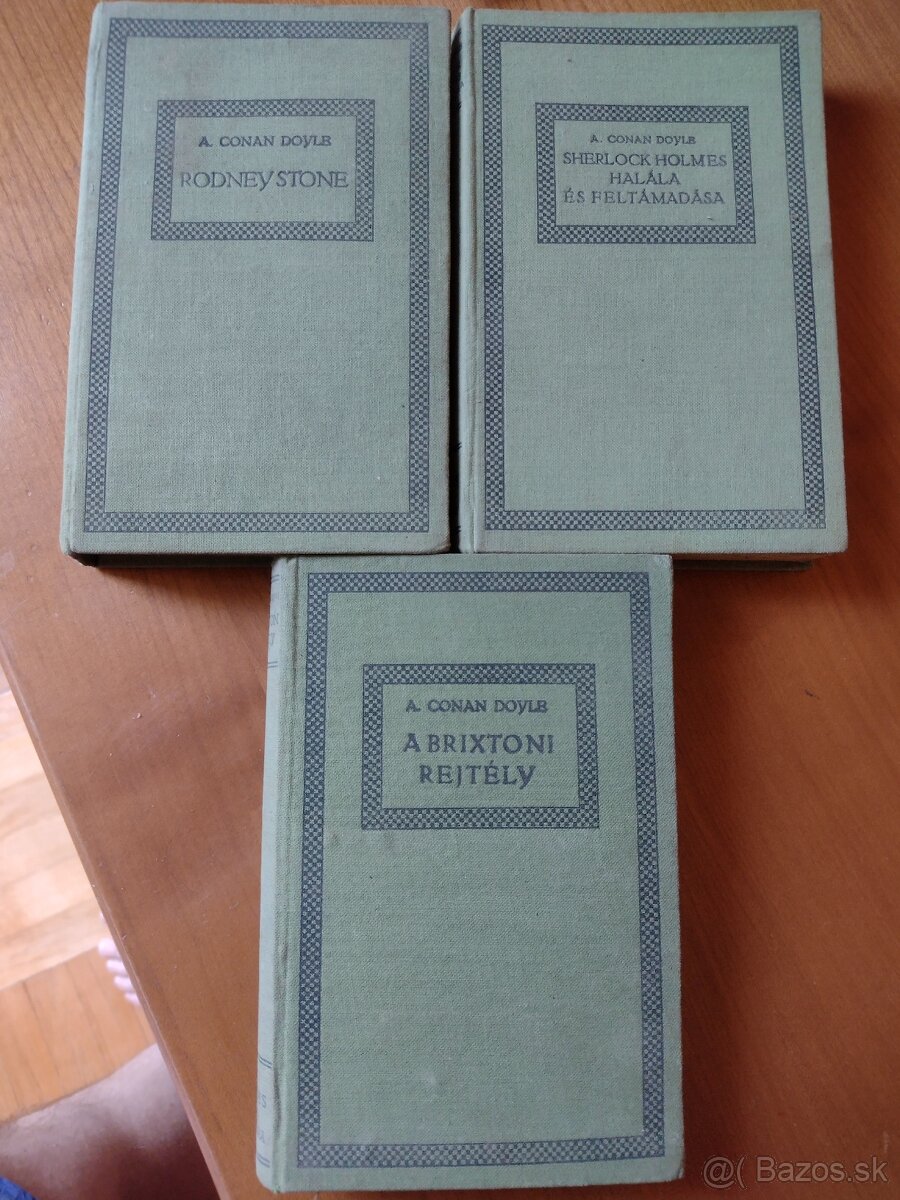 A. CONAN DOYLE
RODNEY STONE
A. CONAN DOYLE
SHERLOCK HOLMES
HALÁLA
ÉS FELTÁMADÁSA
A. CONAN DOYLE
A BRIXTONI
REJTÉLY
@( Bazos.sk